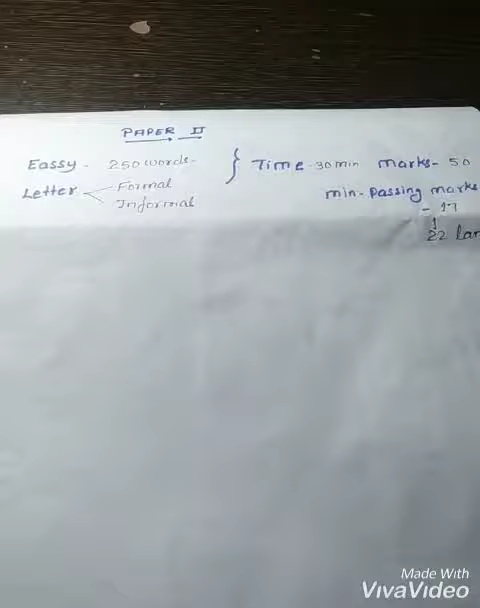 PAPER II
Eassy - 250 words- } Time - 30 min Marks - 50
Letter Formal
Informal
min - Passing marks
- 17
22 lan
Made With
VivaVideo